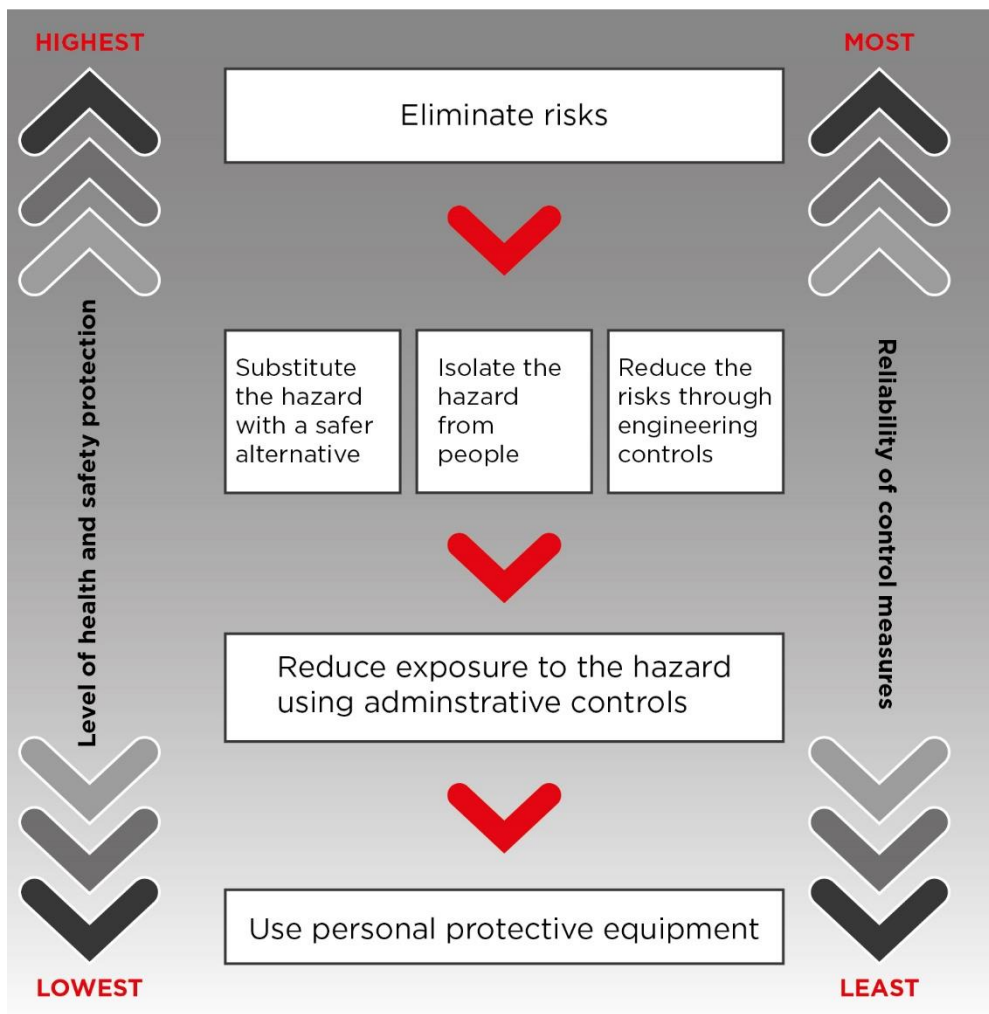 HIGHEST
MOST
Eliminate risks
Substitute
the hazard
with a safer
alternative
Isolate the
hazard
from
people
Reduce the
risks through
engineering
controls
Level of health and safety protection
Reliability of control measures
Reduce exposure to the hazard
using adminstrative controls
Use personal protective equipment
LOWEST
LEAST